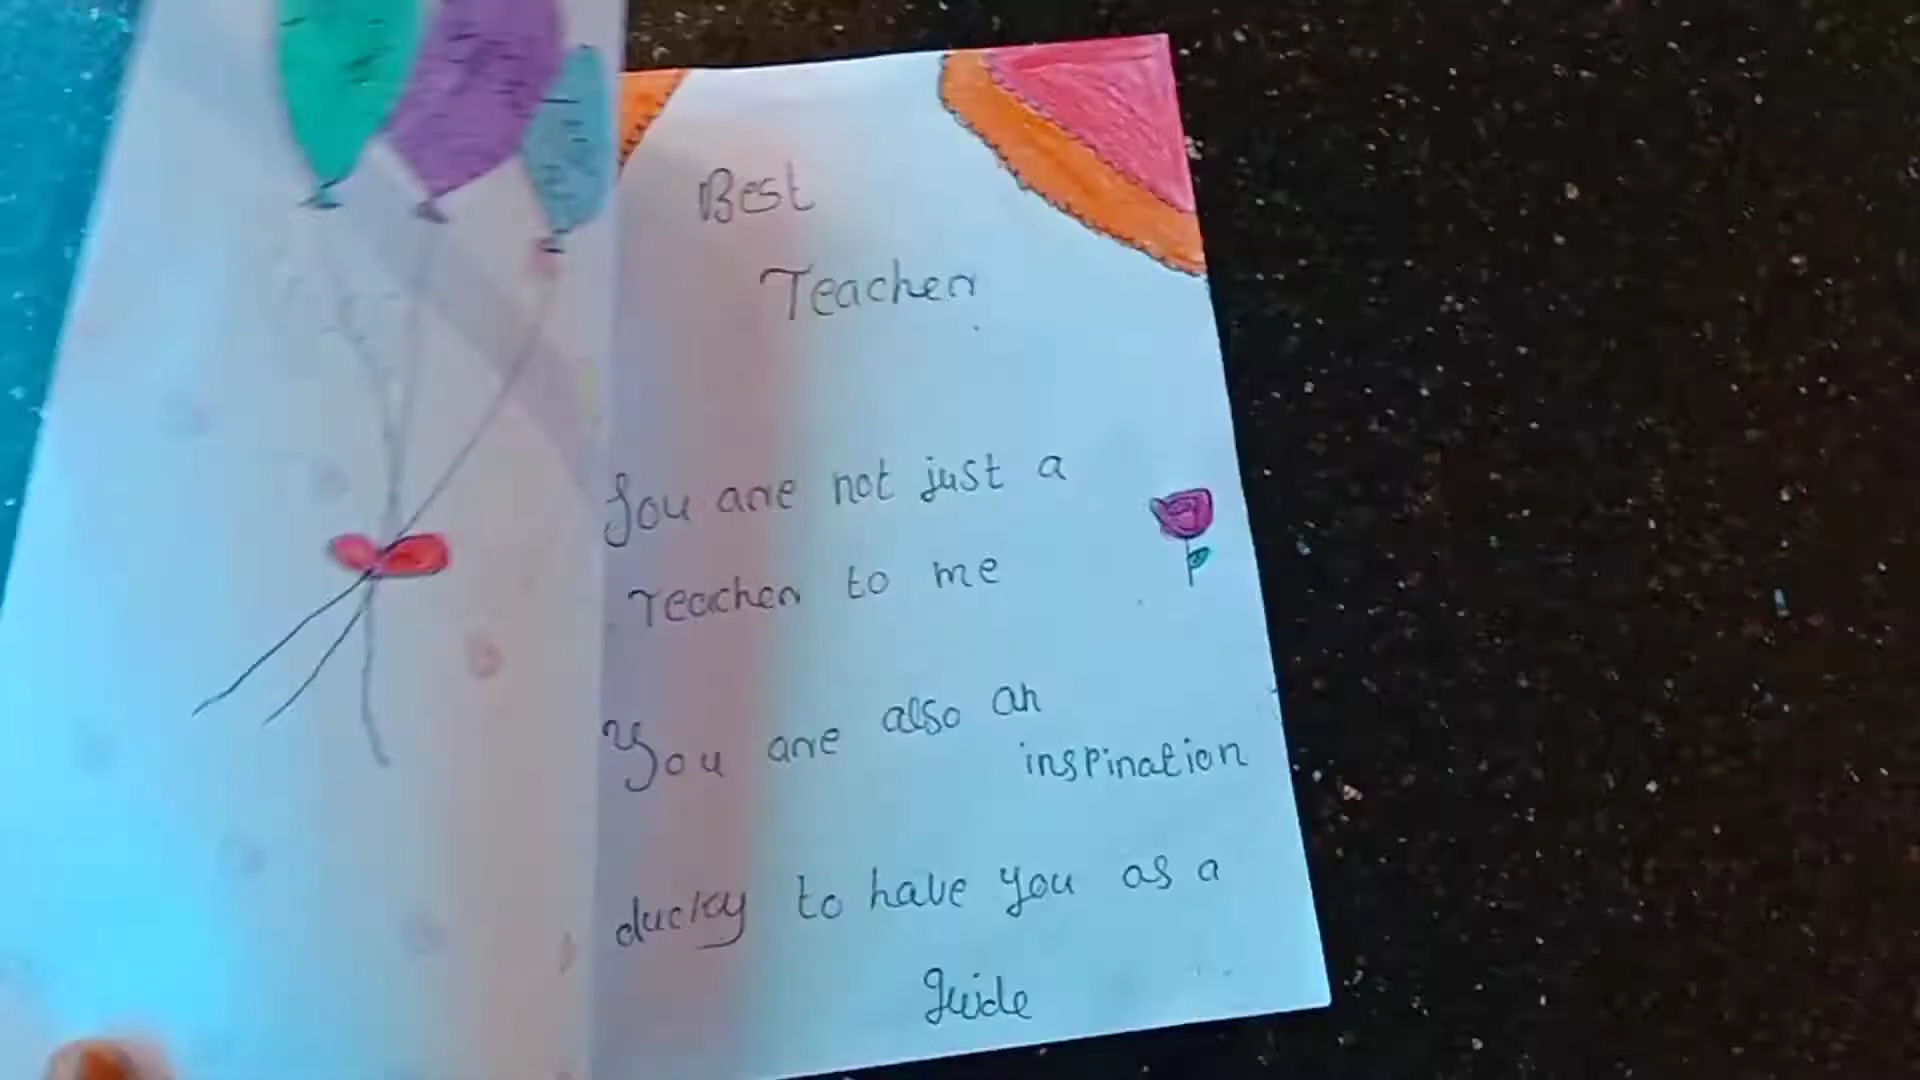 Best
Teacher
You are not just a
Teacher to me
You are also an
inspiration
Lucky to have you as a
guide